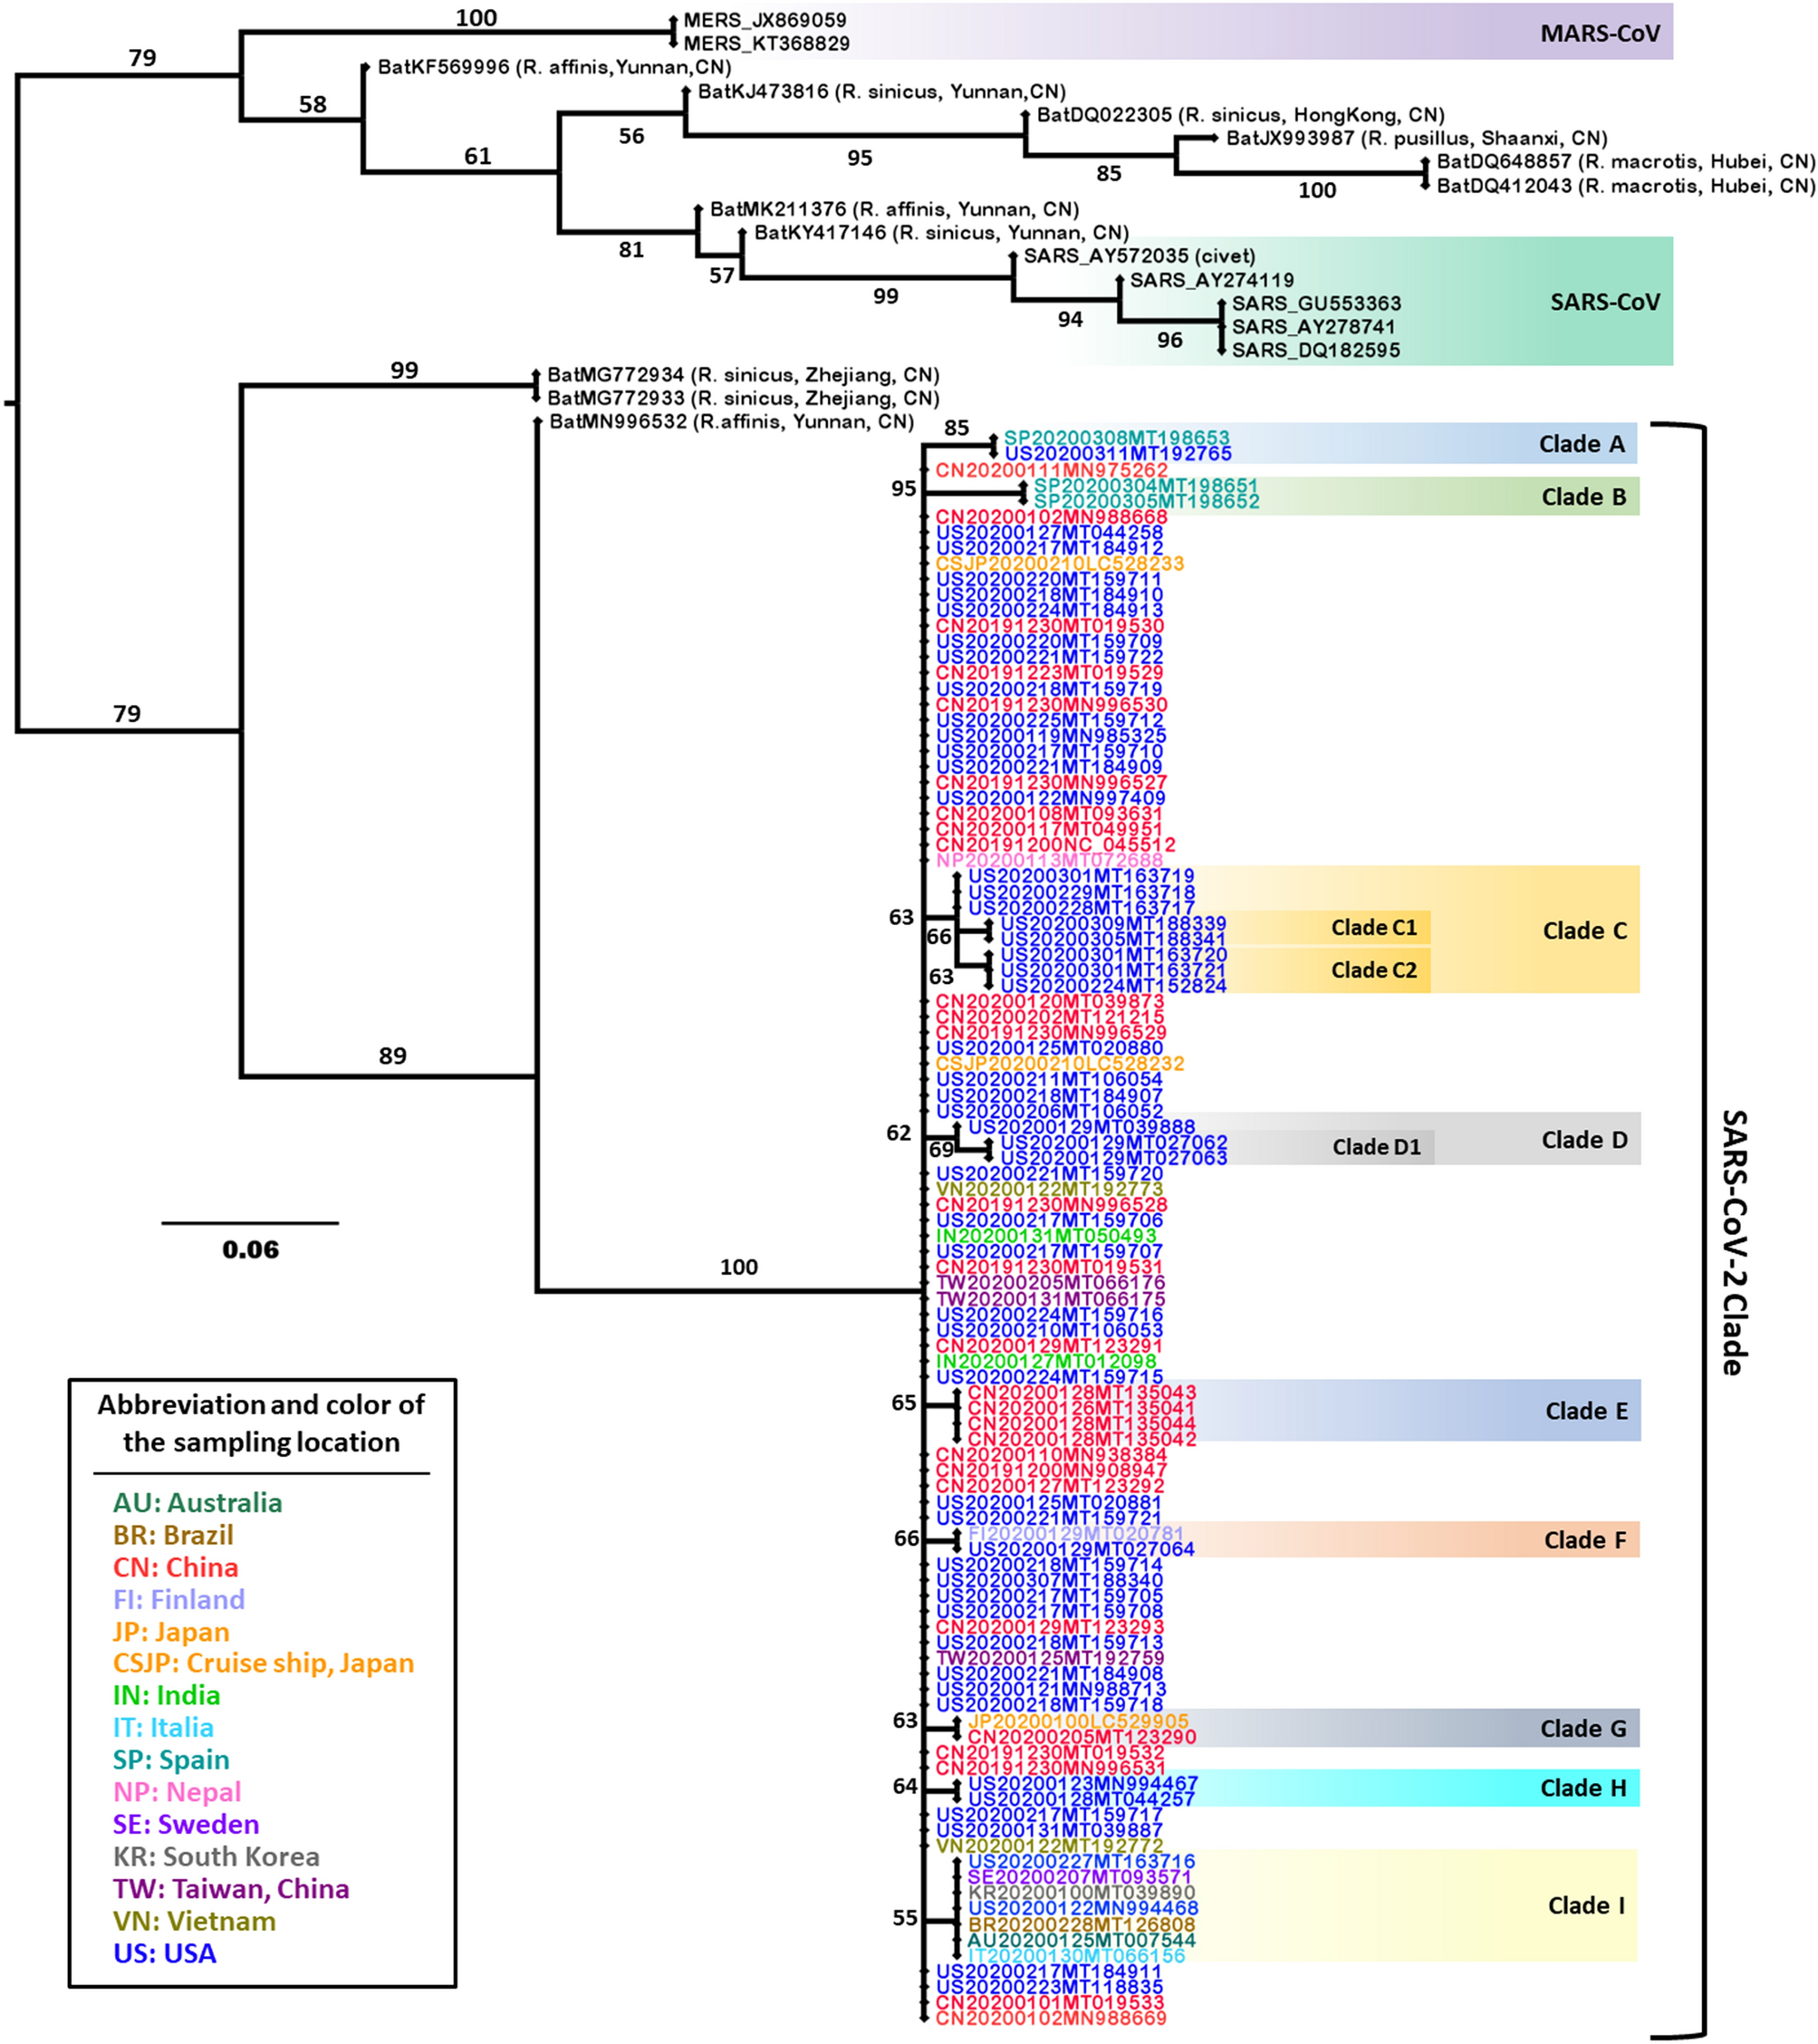 100
MERS_JX869059
MERS_KT368829
MARS-CoV
79
BatKF569996 (R. affinis,Yunnan,CN)
58
BatKJ473816 (R. sinicus, Yunnan,CN)
56
BatDQ022305 (R. sinicus, HongKong, CN)
BatJX993987 (R. pusillus, Shaanxi, CN)
95
61
BatDQ648857 (R. macrotis, Hubei, CN)
85
BatDQ412043 (R. macrotis, Hubei, CN)
100
BatMK211376 (R. affinis, Yunnan, CN)
BatKY417146 (R. sinicus, Yunnan, CN)
81
SARS_AY572035 (civet)
57
SARS_AY274119
99
SARS_GU553363
SARS-CoV
94
SARS_AY278741
96
SARS_DQ182595
99
BatMG772934 (R. sinicus, Zhejiang, CN)
BatMG772933 (R. sinicus, Zhejiang, CN)
BatMN996532 (R.affinis, Yunnan, CN)
85
SP20200308MT198653
Clade A
US20200311MT192765
CN20200111MN975262
95
SP20200304MT198651
Clade B
SP20200305MT198652
CN20200102MN988668
US20200127MT044258
US20200217MT184912
CSJP20200210LC528233
US20200220MT159711
US20200218MT184910
US20200224MT184913
CN20191230MT019530
US20200220MT159709
US20200221MT159722
CN20191223MT019529
US20200218MT159719
CN20191230MN996530
79
US20200225MT159712
US20200119MN985325
US20200217MT159710
US20200221MT184909
CN20191230MN996527
US20200122MN997409
CN20200108MT093631
CN20200117MT049951
CN20191200NC_045512
NP20200113MT072688
US20200301MT163719
US20200229MT163718
US20200228MT163717
63
US20200309MT188339
Clade C1
Clade C
66
US20200305MT188341
US20200301MT163720
63
US20200301MT163721
Clade C2
US20200224MT152824
CN20200120MT039873
CN20200202MT121215
CN20191230MN996529
US20200125MT020880
89
CSJP20200210LC528232
US20200211MT106054
US20200218MT184907
US20200206MT106052
62
US20200129MT039888
Clade D
69
US20200129MT027062
Clade D1
US20200129MT027063
US20200221MT159720
VN20200122MT192773
CN20191230MN996528
US20200217MT159706
IN20200131MT050493
SARS-CoV-2 Clade
0.06
US20200217MT159707
100
CN20191230MT019531
TW20200205MT066176
TW20200131MT066175
US20200224MT159716
US20200210MT106053
CN20200129MT123291
IN20200127MT012098
US20200224MT159715
65
CN20200128MT135043
CN20200126MT135041
Clade E
CN20200128MT135044
CN20200128MT135042
CN20200110MN938384
CN20191200MN908947
CN20200127MT123292
US20200125MT020881
US20200221MT159721
66
FI20200129MT020781
Clade F
US20200129MT027064
US20200218MT159714
US20200307MT188340
US20200217MT159705
US20200217MT159708
CN20200129MT123293
US20200218MT159713
TW20200125MT192759
US20200221MT184908
US20200121MN988713
US20200218MT159718
63
JP20200100LC529905
Clade G
CN20200205MT123290
CN20191230MT019532
CN20191230MN996531
64
US20200123MN994467
Clade H
US20200128MT044257
US20200217MT159717
US20200131MT039887
VN20200122MT192772
US20200227MT163716
SE20200207MT093571
KR20200100MT039890
55
US20200122MN994468
Clade I
BR20200228MT126808
AU20200125MT007544
IT20200130MT066156
US20200217MT184911
US20200223MT118835
CN20200101MT019533
CN20200102MN988669
Abbreviation and color of
the sampling location
AU: Australia
BR: Brazil
CN: China
FI: Finland
JP: Japan
CSJP: Cruise ship, Japan
IN: India
IT: Italia
SP: Spain
NP: Nepal
SE: Sweden
KR: South Korea
TW: Taiwan, China
VN: Vietnam
US: USA